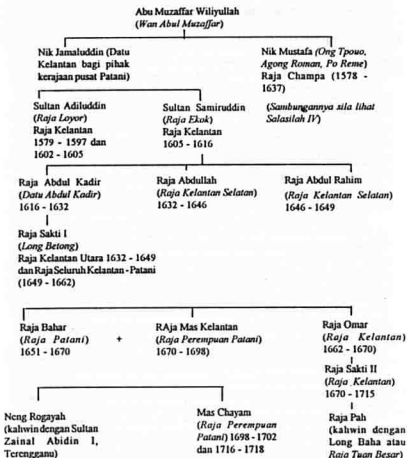 Abu Muzaffar Wiliyullah
(Wan Abul Muzaffar)
Nik Jamaluddin (Datu
Kelantan bagi pihak
kerajaan pusat Patani)
Nik Mustafa (Ong Tpouo,
Agong Roman, Po Reme)
Raja Champa (1578 -
1637)
Sultan Adiluddin
(Raja Loyor)
Raja Kelantan
1579 - 1597 dan
1602 - 1605
Sultan Samiruddin
(Raja Ekok)
Raja Kelantan
1605 - 1616
(Sambungannya sila lihat
Salasilah IV)
Raja Abdul Kadir
(Datu Abdul Kadir)
1616 - 1632
Raja Abdullah
(Raja Kelantan Selatan)
1632 - 1646
Raja Abdul Rahim
(Raja Kelantan Selatan)
1646 - 1649
Raja Sakti I
(Long Betong)
Raja Kelantan Utara 1632 - 1649
dan Raja Seluruh Kelantan - Patani
(1649 - 1662)
Raja Bahar
(Raja Patani)
1651 - 1670
+
RAja Mas Kelantan
(Raja Perempuan Patani)
1670 - 1698)
Raja Omar
(Raja Kelantan)
1662 - 1670)
Raja Sakti II
(Raja Kelantan)
1670 - 1715
Neng Rogayah
(kahwin dengan Sultan
Zainal Abidin I,
Terengganu)
Mas Chayam
(Raja Perempuan
Patani) 1698 - 1702
dan 1716 - 1718
Raja Pah
(kahwin dengan
Long Baha atau
Raja Tuan Besar)